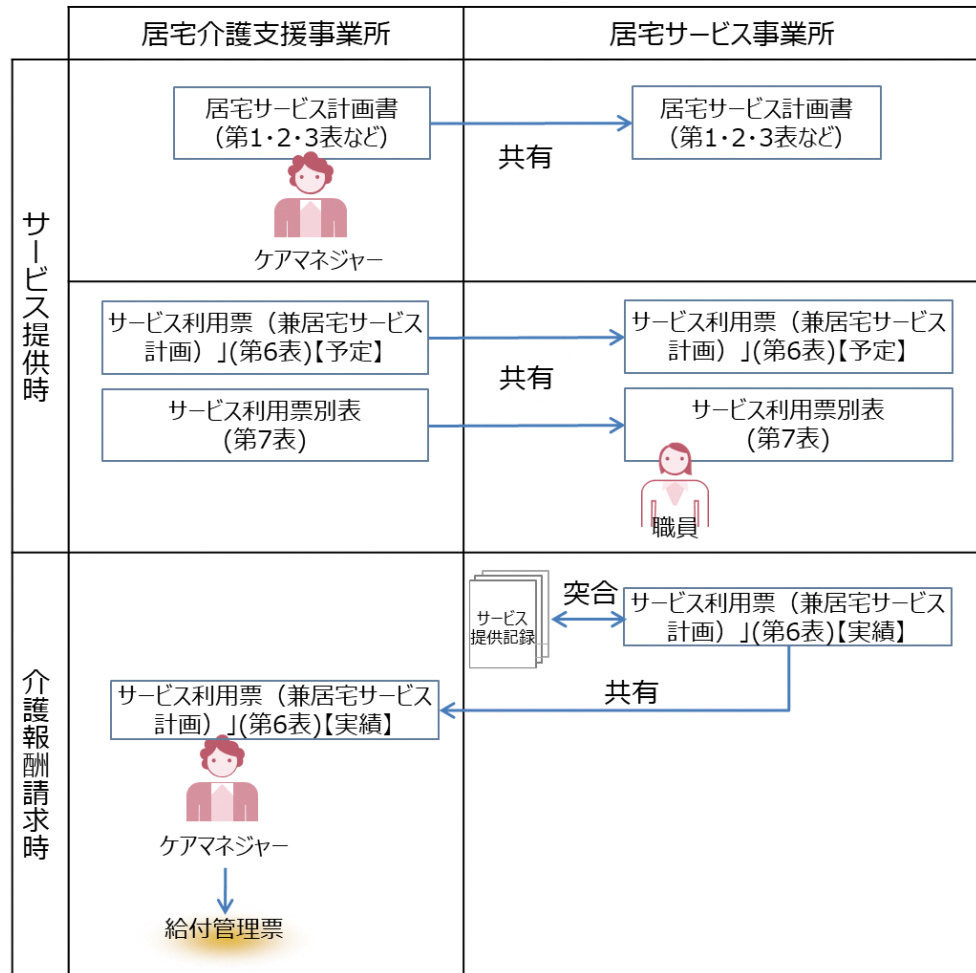 居宅介護支援事業所
居宅サービス事業所
サービス提供時
居宅サービス計画書
(第1・2・3表など)
共有
居宅サービス計画書
(第1・2・3表など)
ケアマネジャー
サービス利用票（兼居宅サービス
計画）」(第6表)【予定】
共有
サービス利用票（兼居宅サービス
計画）」(第6表)【予定】
サービス利用票別表
(第7表)
サービス利用票別表
(第7表)
職員
介護報酬請求時
サービス
提供記録
突合
サービス利用票（兼居宅サービス
計画）」(第6表)【実績】
共有
サービス利用票（兼居宅サービス
計画）」(第6表)【実績】
ケアマネジャー
給付管理票